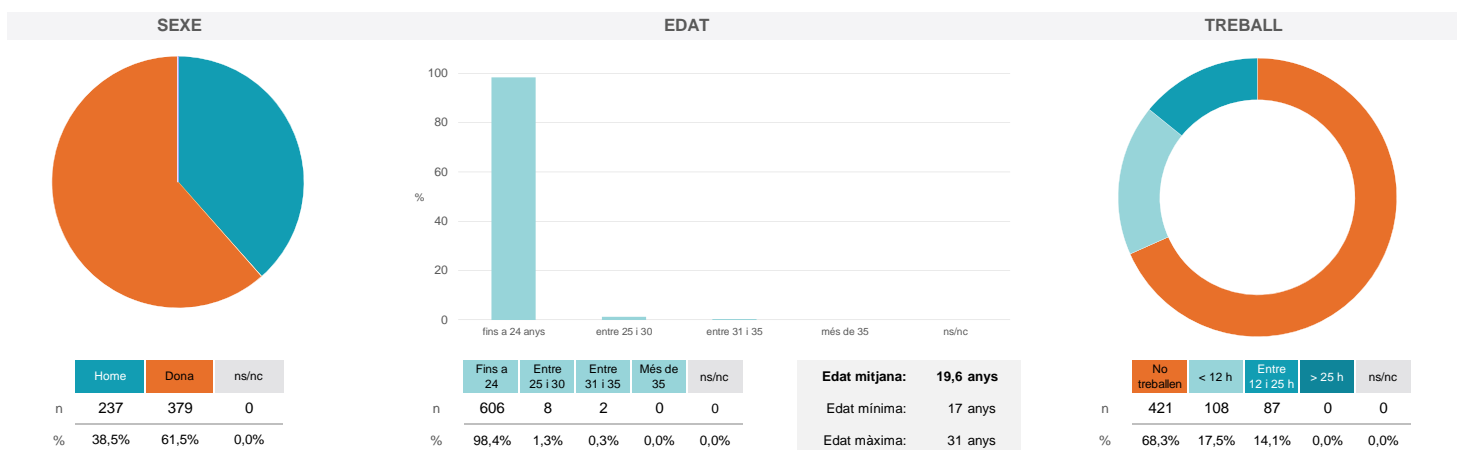 SEXE
EDAT
TREBALL
100
80
60
%
40
20
0
fins a 24 anys
entre 25 i 30
entre 31 i 35
més de 35
ns/nc
Home Dona ns/nc
n 237 379 0
% 38,5% 61,5% 0,0%
Fins a 24 Entre 25 i 30 Entre 31 i 35 Més de 35 ns/nc
n 606 8 2 0 0
% 98,4% 1,3% 0,3% 0,0% 0,0%
Edat mitjana: 19,6 anys
Edat mínima: 17 anys
Edat màxima: 31 anys
No treballen < 12 h Entre 12 i 25 h > 25 h ns/nc
n 421 108 87 0 0
% 68,3% 17,5% 14,1% 0,0% 0,0%